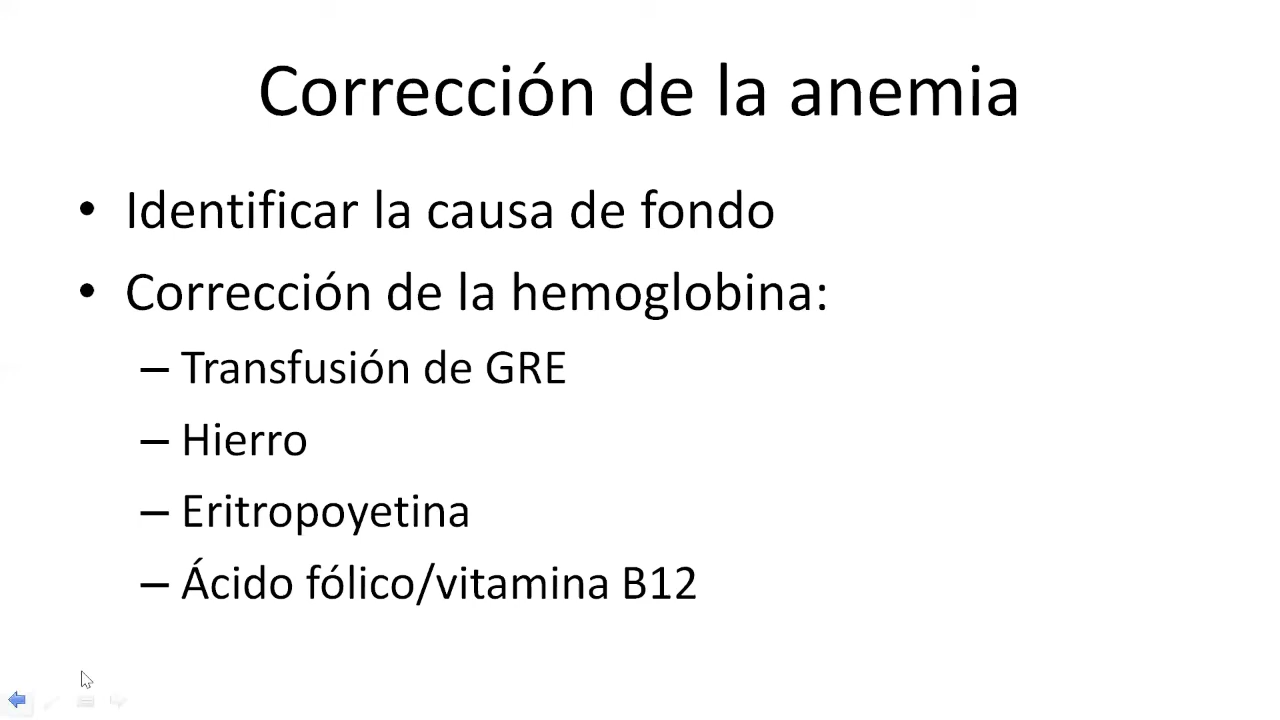 Corrección de la anemia
• Identificar la causa de fondo
• Corrección de la hemoglobina:
– Transfusión de GRE
– Hierro
– Eritropoyetina
– Ácido fólico/vitamina B12